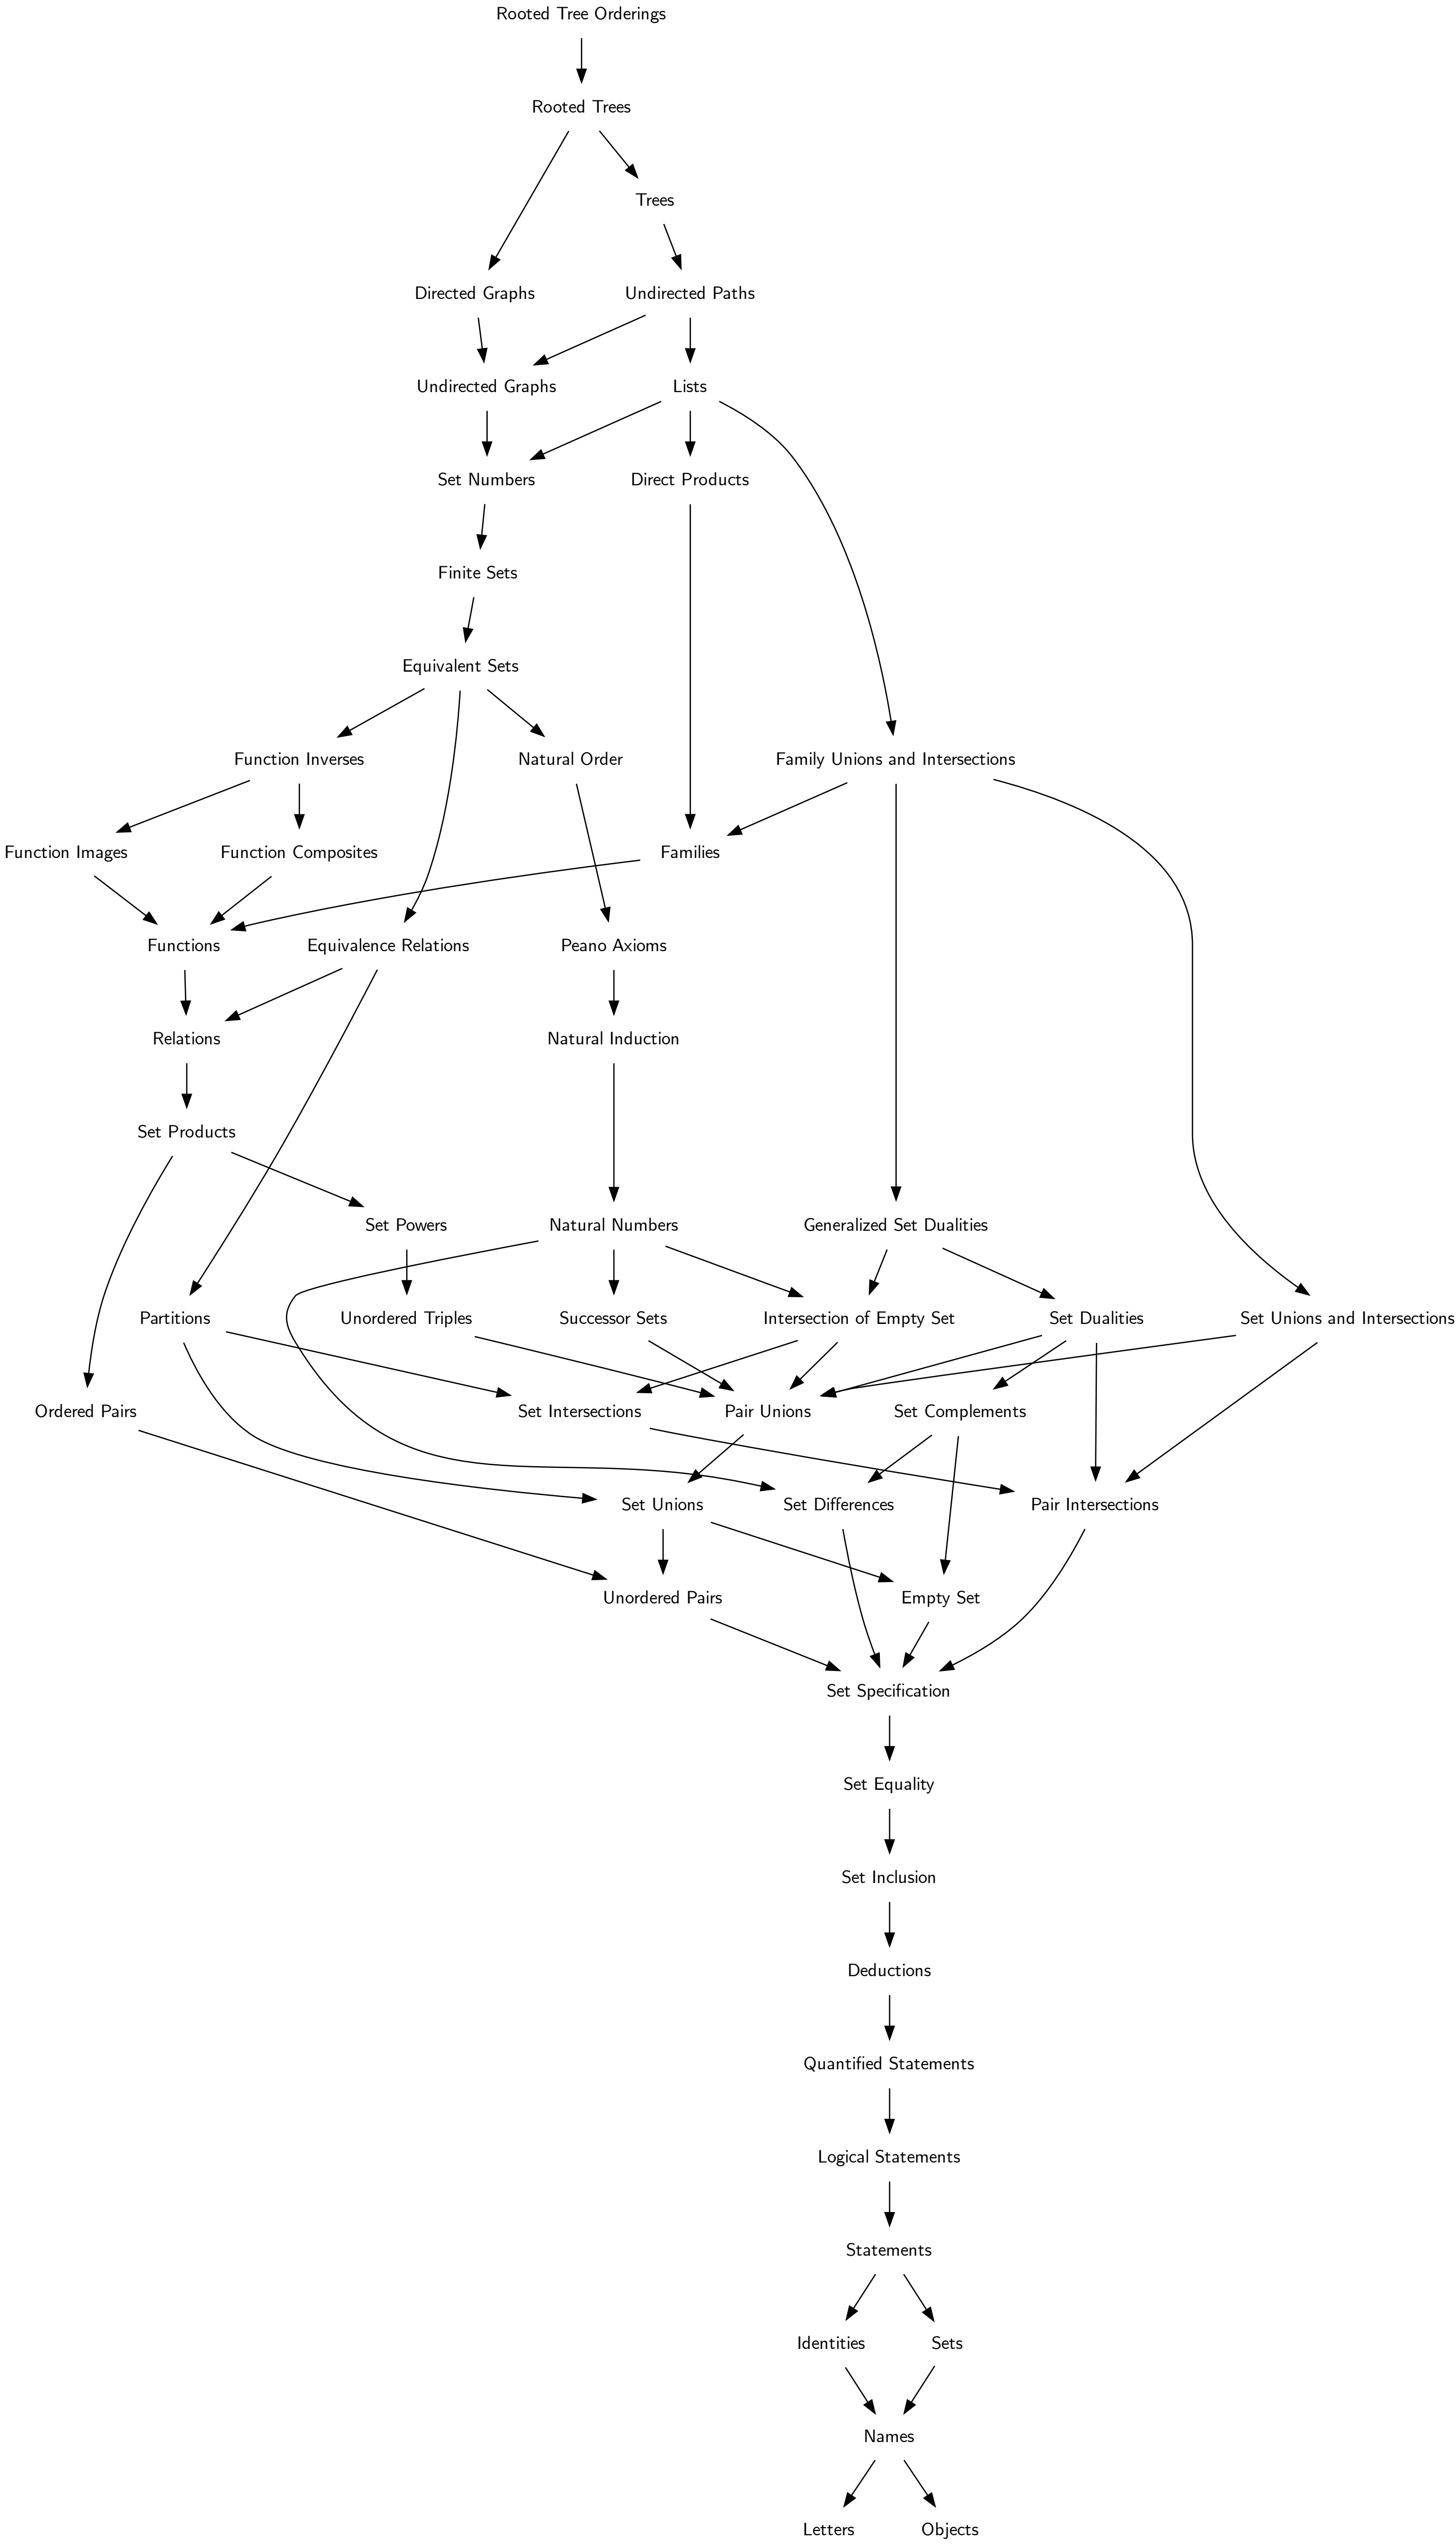 Rooted Tree Orderings
Rooted Trees
Trees
Directed Graphs
Undirected Paths
Undirected Graphs
Lists
Set Numbers
Direct Products
Finite Sets
Equivalent Sets
Function Inverses
Natural Order
Family Unions and Intersections
Function Images
Function Composites
Families
Functions
Equivalence Relations
Peano Axioms
Relations
Natural Induction
Set Products
Set Powers
Natural Numbers
Generalized Set Dualities
Partitions
Unordered Triples
Successor Sets
Intersection of Empty Set
Set Dualities
Set Unions and Intersections
Ordered Pairs
Set Intersections
Pair Unions
Set Complements
Set Unions
Set Differences
Pair Intersections
Unordered Pairs
Empty Set
Set Specification
Set Equality
Set Inclusion
Deductions
Quantified Statements
Logical Statements
Statements
Identities
Sets
Names
Letters
Objects